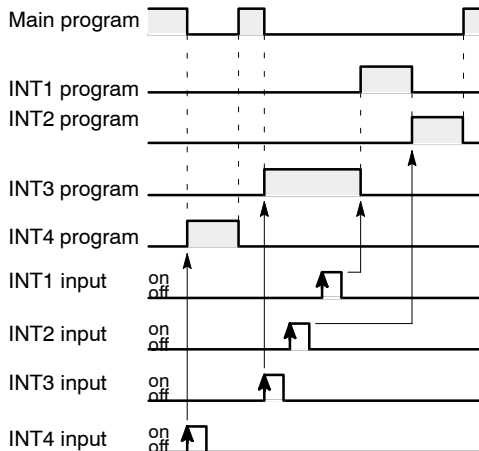 Main program
INT1 program
INT2 program
INT3 program
INT4 program
INT1 input on
off
INT2 input on
off
INT3 input on
off
INT4 input on
off